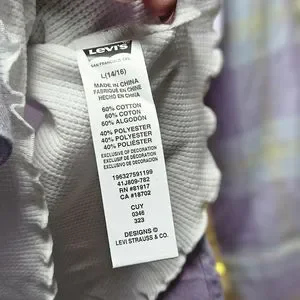 Levi's
SAN FRANCISCO, CAL
L(14/16)
MADE IN CHINA
FABRIQUÉ EN CHINE
HECHO EN CHINA
60% COTTON
60% COTON
60% ALGODÓN
40% POLYESTER
40% POLYESTER
40% POLIÉSTER
EXCLUSIVE OF DECORATION
EXCLUSIF DE DÉCORATION
EXCLUSIVO DE DECORACIÓN
196327591199
41J809-782
RN #81917
CA #18702
CUY
0346
323
DESIGNS ©
LEVI STRAUSS & CO.